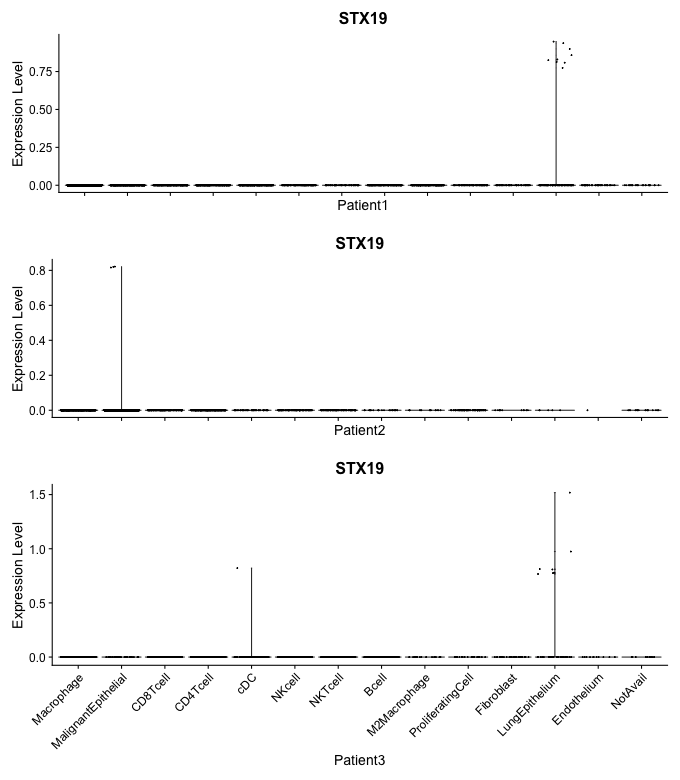 STX19
Expression Level
0.75
0.50
0.25
0.00
Patient1
STX19
Expression Level
0.8
0.6
0.4
0.2
0.0
Patient2
STX19
Expression Level
1.5
1.0
0.5
0.0
Macrophage
MalignantEpithelial
CD8Tcell
CD4Tcell
cDC
NKcell
NKTcell
Bcell
M2Macrophage
ProliferatingCell
Fibroblast
LungEpithelium
Endothelium
NotAvail
Patient3